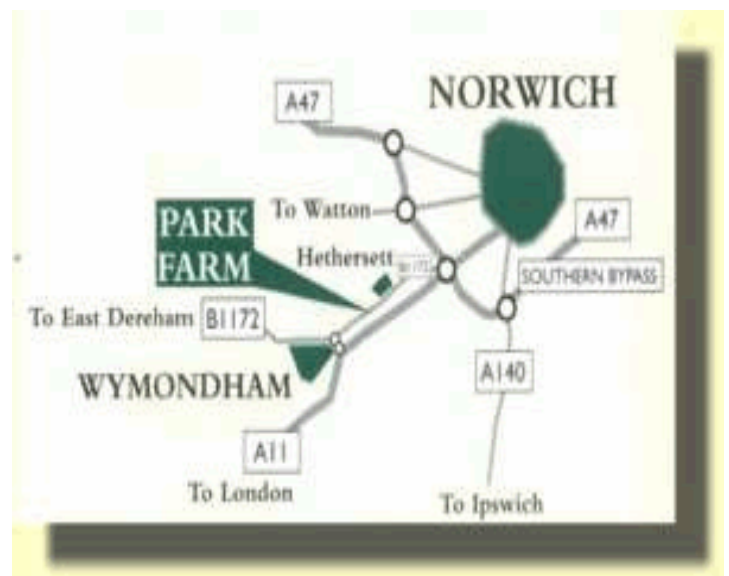 NORWICH
A47
To Watton
PARK
FARM
A47
Hethersett
B1172
SOUTHERN BYPASS
To East Dereham
B1172
WYMONDHAM
A140
A11
To London
To Ipswich